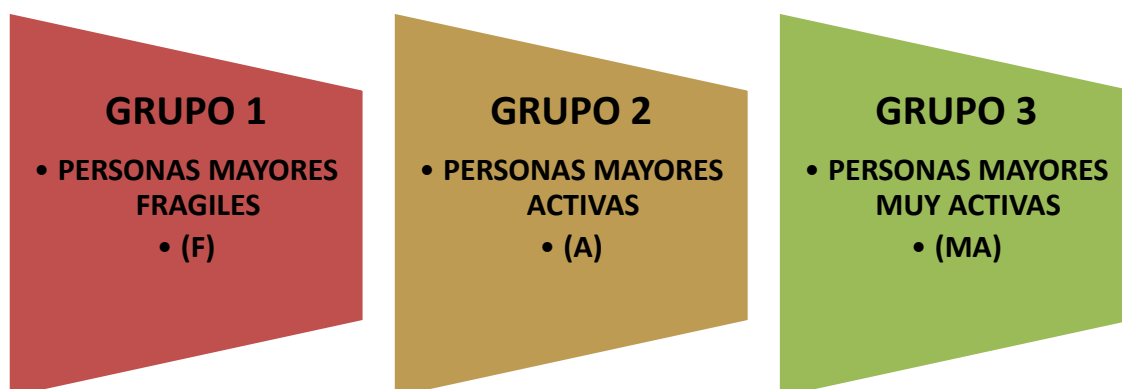 GRUPO 1
• PERSONAS MAYORES
FRAGILES
• (F)
GRUPO 2
• PERSONAS MAYORES
ACTIVAS
• (A)
GRUPO 3
• PERSONAS MAYORES
MUY ACTIVAS
• (MA)